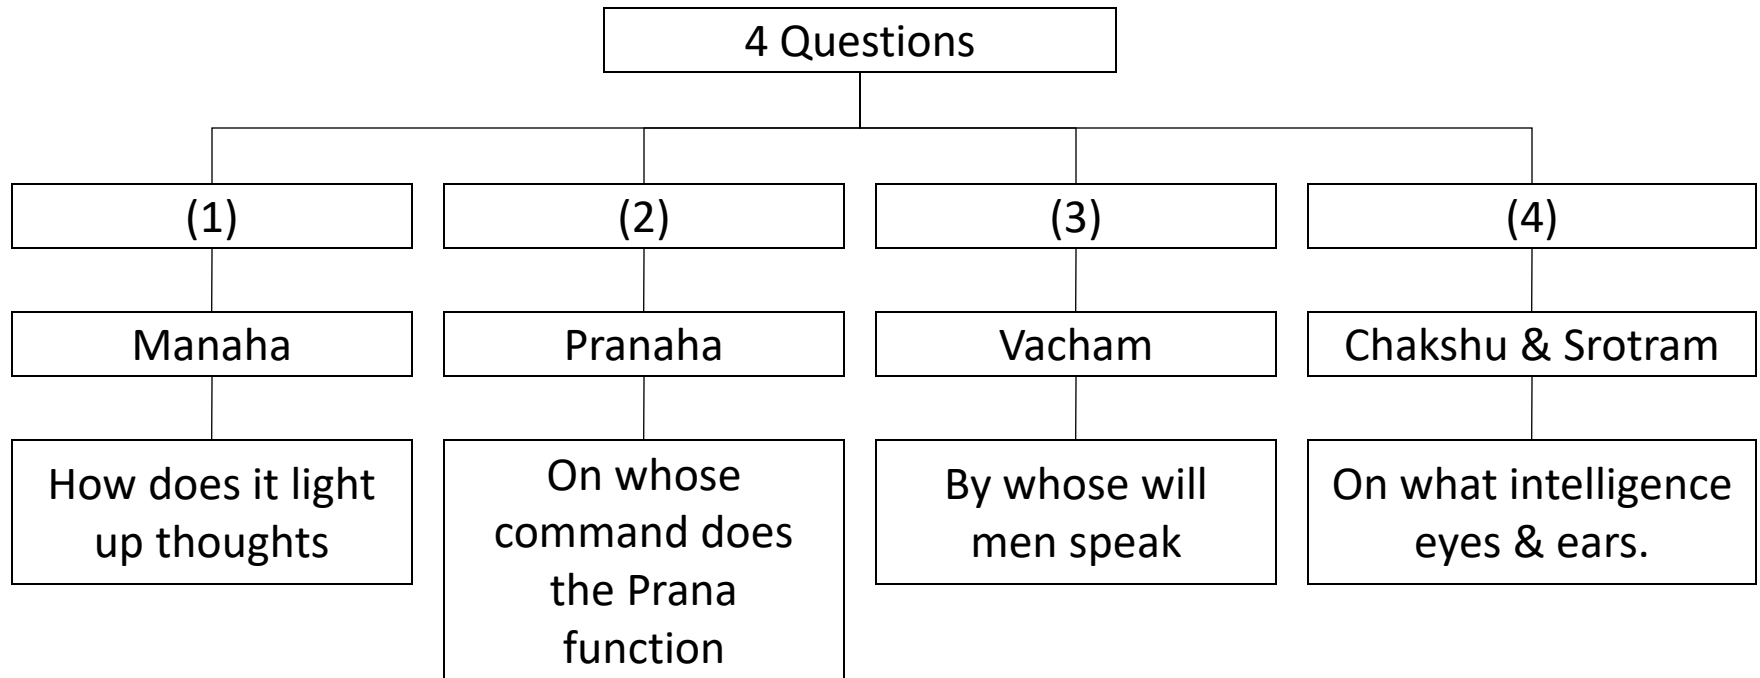 4 Questions
(1)
(2)
(3)
(4)
Manaha
Pranaha
Vacham
Chakshu & Srotram
How does it light
up thoughts
On whose
command does
the Prana
function
By whose will
men speak
On what intelligence
eyes & ears.